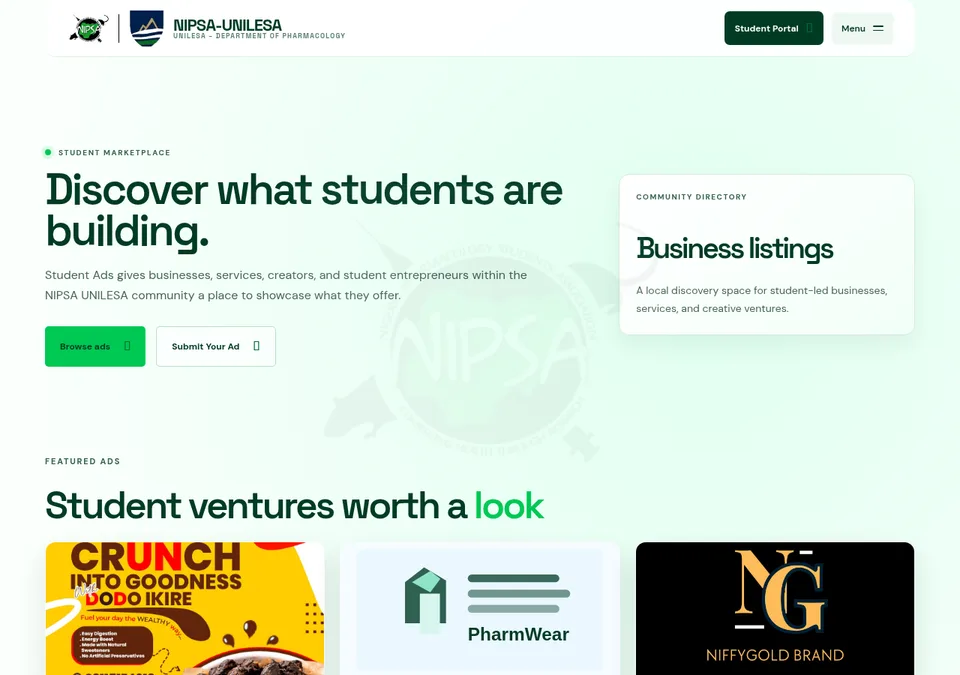 NIPSA
NIPSA-UNILESA
UNILESA - DEPARTMENT OF PHARMACOLOGY
Student Portal
Menu
STUDENT MARKETPLACE
Discover what students are
building.
Student Ads gives businesses, services, creators, and student entrepreneurs within the
NIPSA UNILESA community a place to showcase what they offer.
Browse ads
Submit Your Ad
COMMUNITY DIRECTORY
Business listings
A local discovery space for student-led businesses,
services, and creative ventures.
NIPSA
FEATURED ADS
Student ventures worth a look
CRUNCH
INTO GOODNESS
DODO IKIRE
Fuel your day the WEALTHY way..
.Easy Digestion
.Energy Boost
.Made with Natural
Sweeteners
.No Artificial Preservatives
PharmWear
NG
NIFFYGOLD BRAND